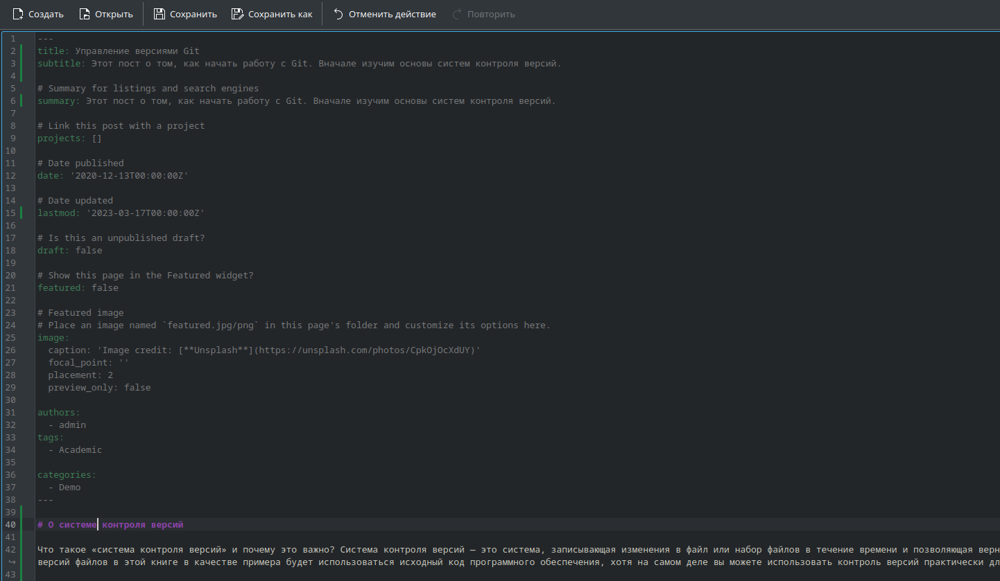 Создать Открыть Сохранить Сохранить как Отменить действие Повторить
1 ---
2 title: Управление версиями Git
3 subtitle: Этот пост о том, как начать работу с Git. Вначале изучим основы систем контроля версий.
4
5 # Summary for listings and search engines
6 summary: Этот пост о том, как начать работу с Git. Вначале изучим основы систем контроля версий.
7
8 # Link this post with a project
9 projects: []
10
11 # Date published
12 date: '2020-12-13T00:00:00Z'
13
14 # Date updated
15 lastmod: '2023-03-17T00:00:00Z'
16
17 # Is this an unpublished draft?
18 draft: false
19
20 # Show this page in the Featured widget?
21 featured: false
22
23 # Featured image
24 # Place an image named `featured.jpg/png` in this page's folder and customize its options here.
25 image:
26   caption: 'Image credit: [**Unsplash**](https://unsplash.com/photos/CpkOjOcXdUY)'
27   focal_point: ''
28   placement: 2
29   preview_only: false
30
31 authors:
32   - admin
33 tags:
34   - Academic
35
36 categories:
37   - Demo
38 ---
39
40 # О системе контроля версий
41
42 Что такое «система контроля версий» и почему это важно? Система контроля версий — это система, записывающая изменения в файл или набор файлов в течение времени и позволяющая верн
↪ версий файлов в этой книге в качестве примера будет использоваться исходный код программного обеспечения, хотя на самом деле вы можете использовать контроль версий практически дл
43